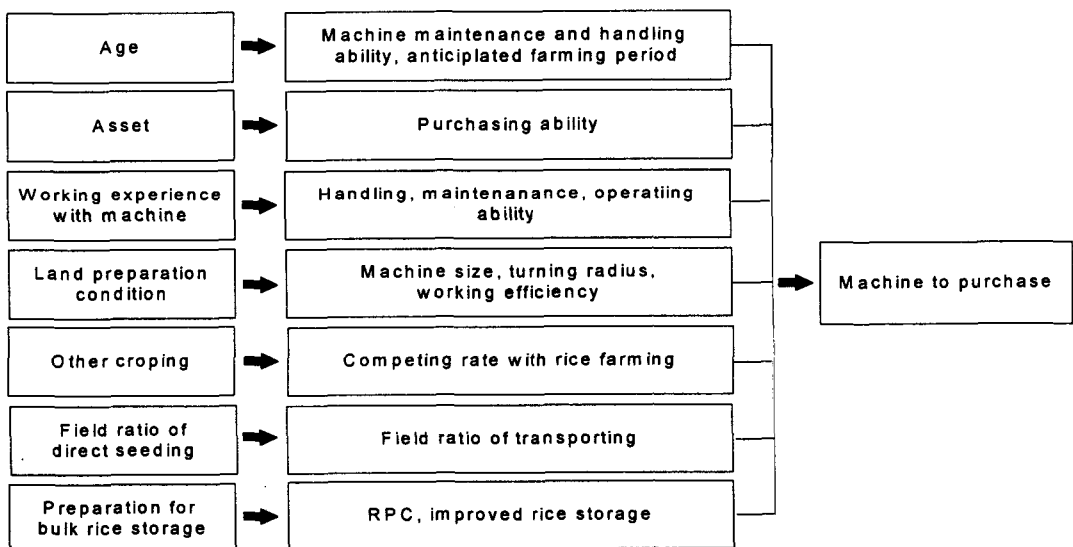 Age
Machine maintenance and handling
ability, anticiplated farming period
Asset
Purchasing ability
Working experience
with machine
Handling, maintenanance, operatiing
ability
Land preparation
condition
Machine size, turning radius,
working efficiency
Machine to purchase
Other croping
Competing rate with rice farming
Field ratio of
direct seeding
Field ratio of transporting
Preparation for
bulk rice storage
RPC, improved rice storage